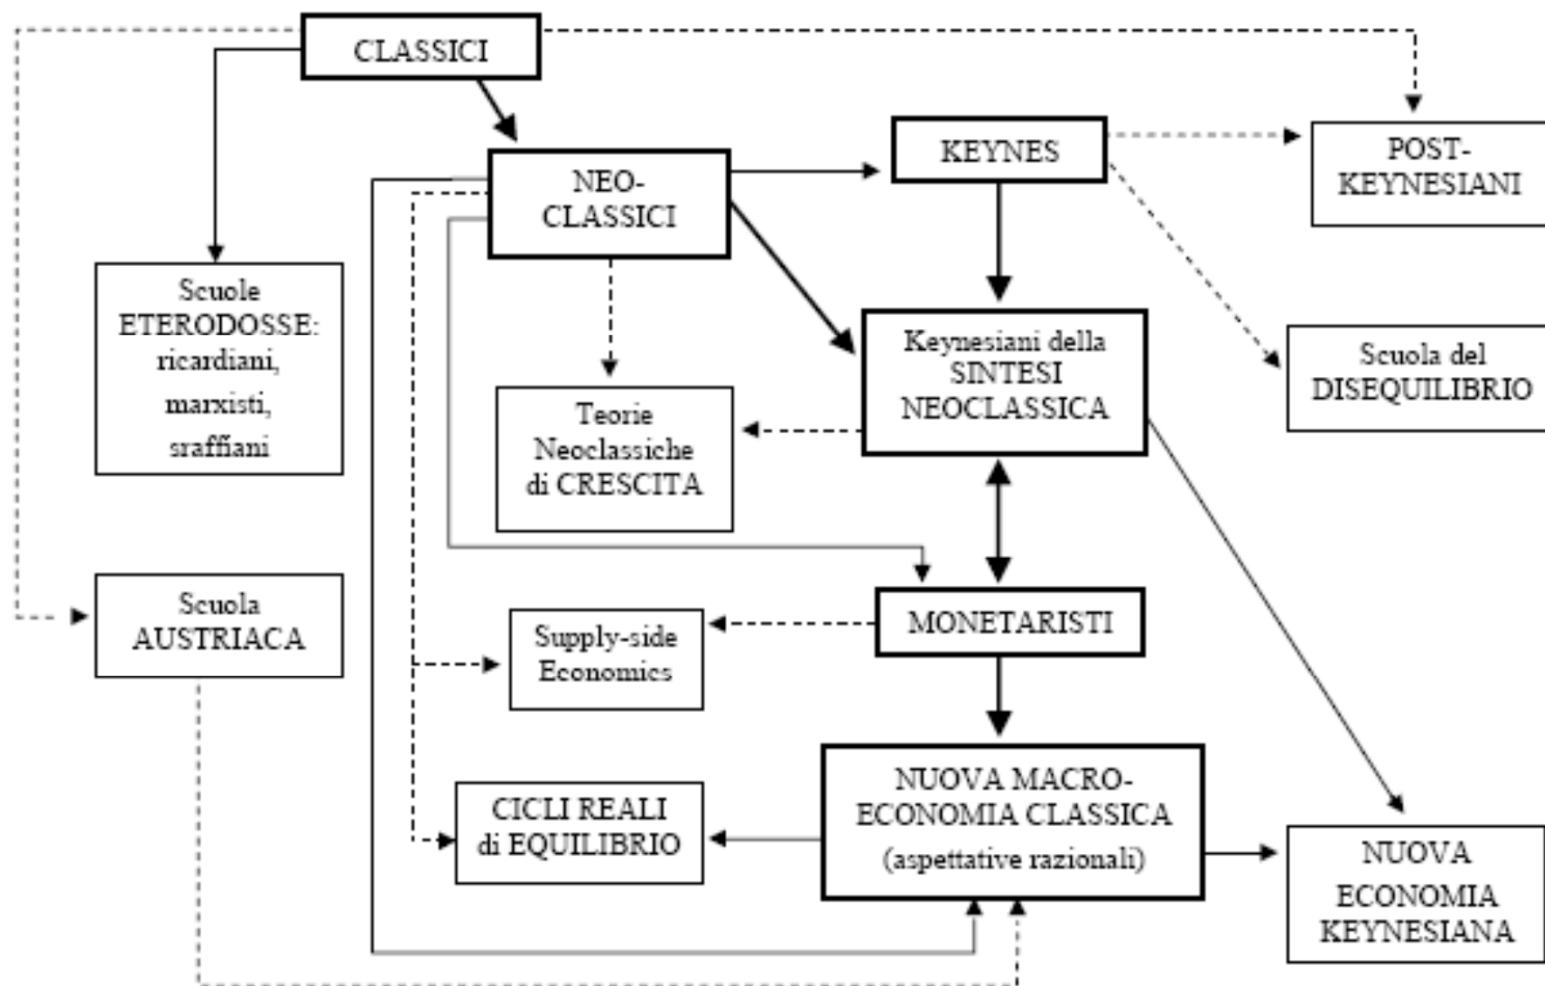 CLASSICI
KEYNES
POST-
KEYNESIANI
NEO-
CLASSICI
Scuole
ETERODOSSE:
ricardiani,
marxisti,
sraffiani
Keynesiani della
SINTESI
NEOCLASSICA
Scuola del
DISEQUILIBRIO
Teorie
Neoclassiche
di CRESCITA
Scuola
AUSTRIACA
Supply-side
Economics
MONETARISTI
CICLI REALI
di EQUILIBRIO
NUOVA MACRO-
ECONOMIA CLASSICA
(aspettative razionali)
NUOVA
ECONOMIA
KEYNESIANA